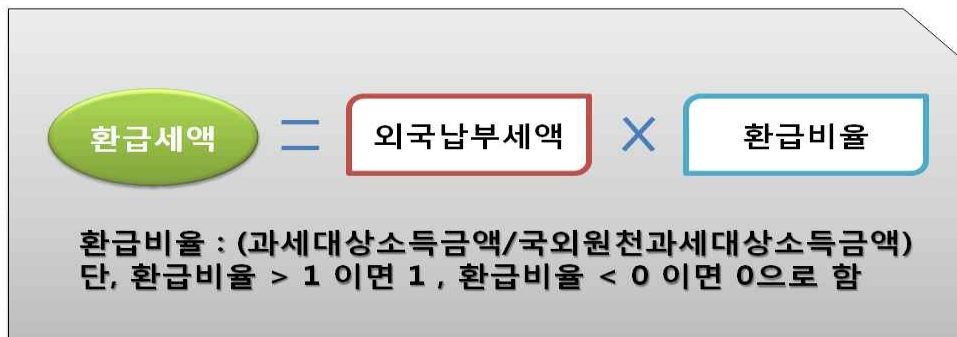 환급세액 = 외국납부세액 × 환급비율
환급비율 : (과세대상소득금액/국외원천과세대상소득금액)
단, 환급비율 > 1 이면 1 , 환급비율 < 0 이면 0으로 함